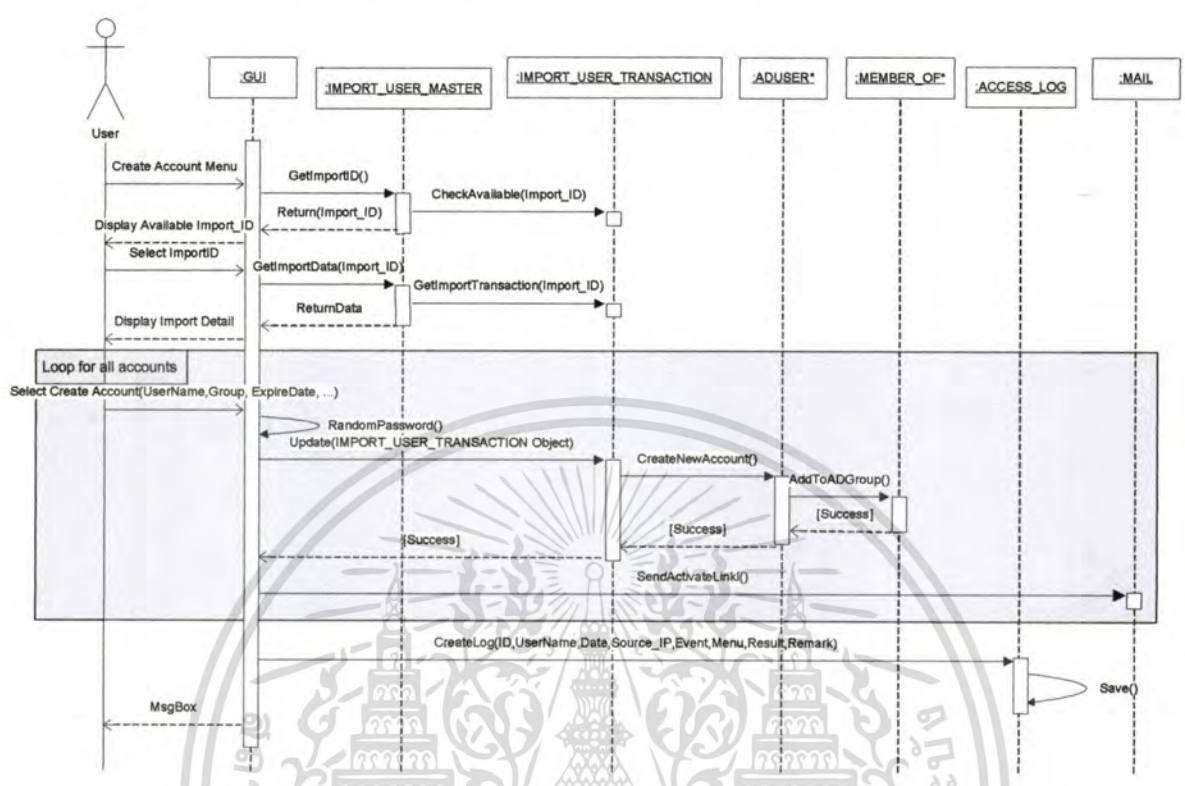 :GUI
:IMPORT_USER_MASTER
:IMPORT_USER_TRANSACTION
:ADUSER*
:MEMBER_OF*
:ACCESS_LOG
:MAIL
User
Create Account Menu
GetImportID()
CheckAvailable(Import_ID)
Return(Import_ID)
Display Available Import_ID
Select ImportID
GetImportData(Import_ID)
GetImportTransaction(Import_ID)
ReturnData
Display Import Detail
Loop for all accounts
Select Create Account(UserName,Group, ExpireDate, ...)
RandomPassword()
Update(IMPORT_USER_TRANSACTION Object)
CreateNewAccount()
AddToADGroup()
[Success]
[Success]
[Success]
SendActivateLinkl()
CreateLog(ID,UserName,Date,Source_IP,Event,Menu,Result,Remark)
Save()
MsgBox